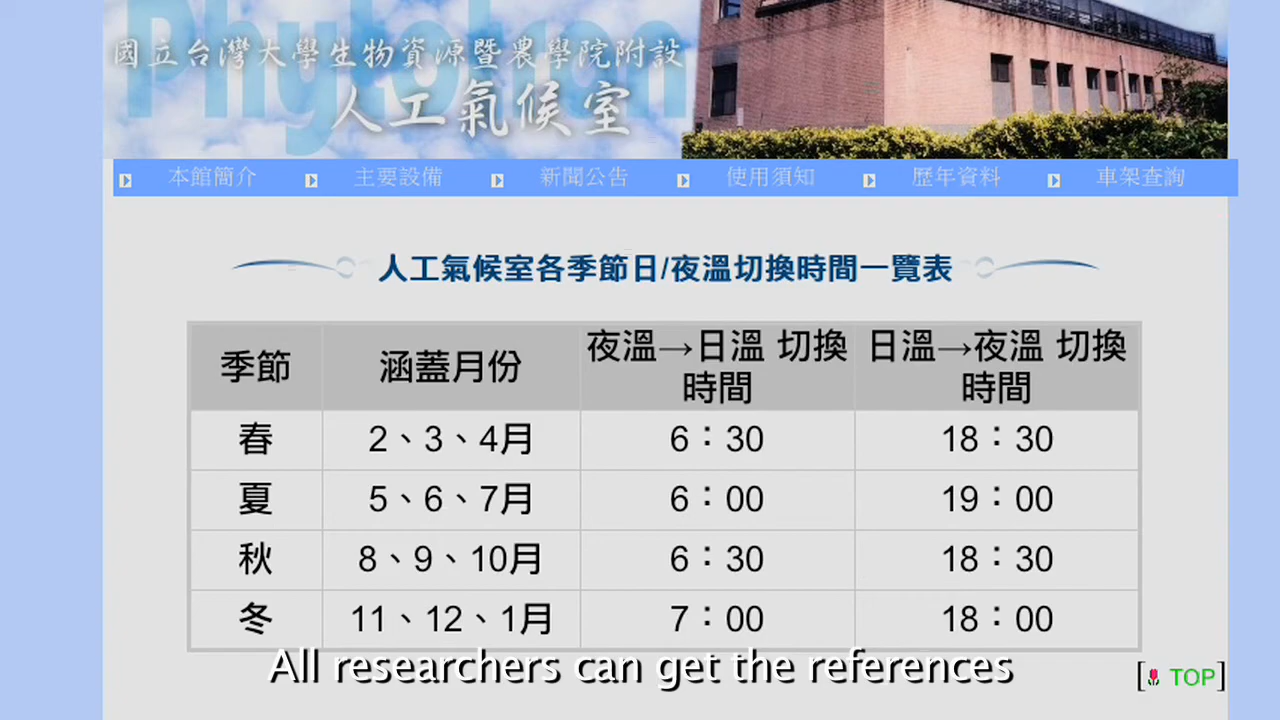 Phytotron
國立台灣大學生物資源暨農學院附設
人工氣候室
本館簡介 主要設備 新聞公告 使用須知 歷年資料 車架查詢
人工氣候室各季節日/夜溫切換時間一覽表
季節 涵蓋月份 夜溫→日溫 切換時間 日溫→夜溫 切換時間
春 2、3、4月 6：30 18：30
夏 5、6、7月 6：00 19：00
秋 8、9、10月 6：30 18：30
冬 11、12、1月 7：00 18：00
All researchers can get the references
[TOP]